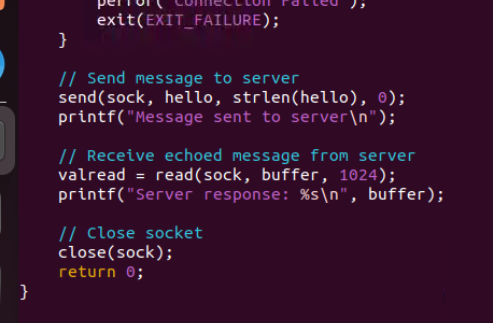 perror("Connection Failed");
exit(EXIT_FAILURE);
}
// Send message to server
send(sock, hello, strlen(hello), 0);
printf("Message sent to server\n");
// Receive echoed message from server
valread = read(sock, buffer, 1024);
printf("Server response: %s\n", buffer);
// Close socket
close(sock);
return 0;
}